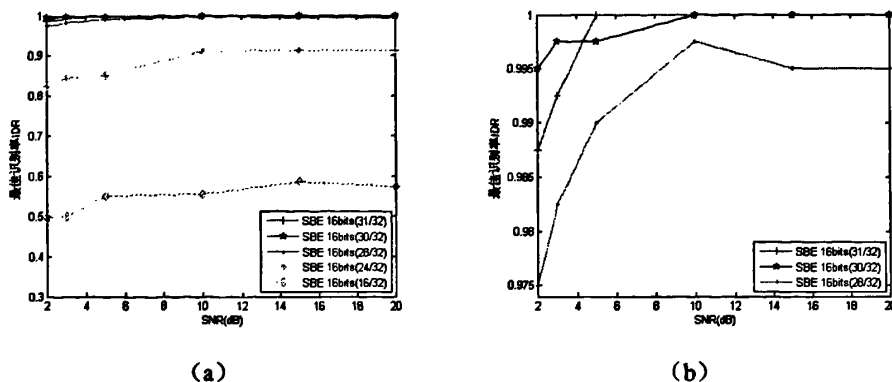 1
0.9
0.8
0.7
0.6
0.5
0.4
0.3
最佳识别率IDR
2 4 6 8 10 12 14 16 18 20
SNR(dB)
SBE 16bits(31/32)
SBE 16bits(30/32)
SBE 16bits(28/32)
SBE 16bits(24/32)
SBE 16bits(16/32)
(a)
1
0.995
0.99
0.985
0.98
0.975
最佳识别率IDR
2 4 6 8 10 12 14 16 18 20
SNR(dB)
SBE 16bits(31/32)
SBE 16bits(30/32)
SBE 16bits(28/32)
(b)